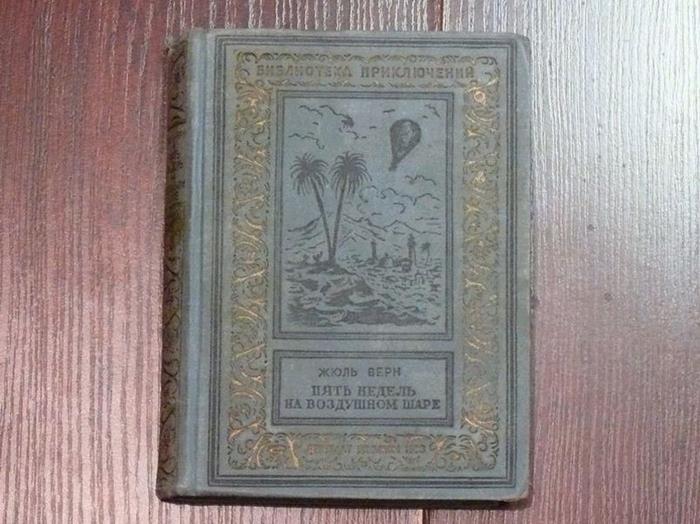 БИБЛИОТЕКА ПРИКЛЮЧЕНИЙ
ЖЮЛЬ ВЕРН
ПЯТЬ НЕДЕЛЬ
НА ВОЗДУШНОМ ШАРЕ